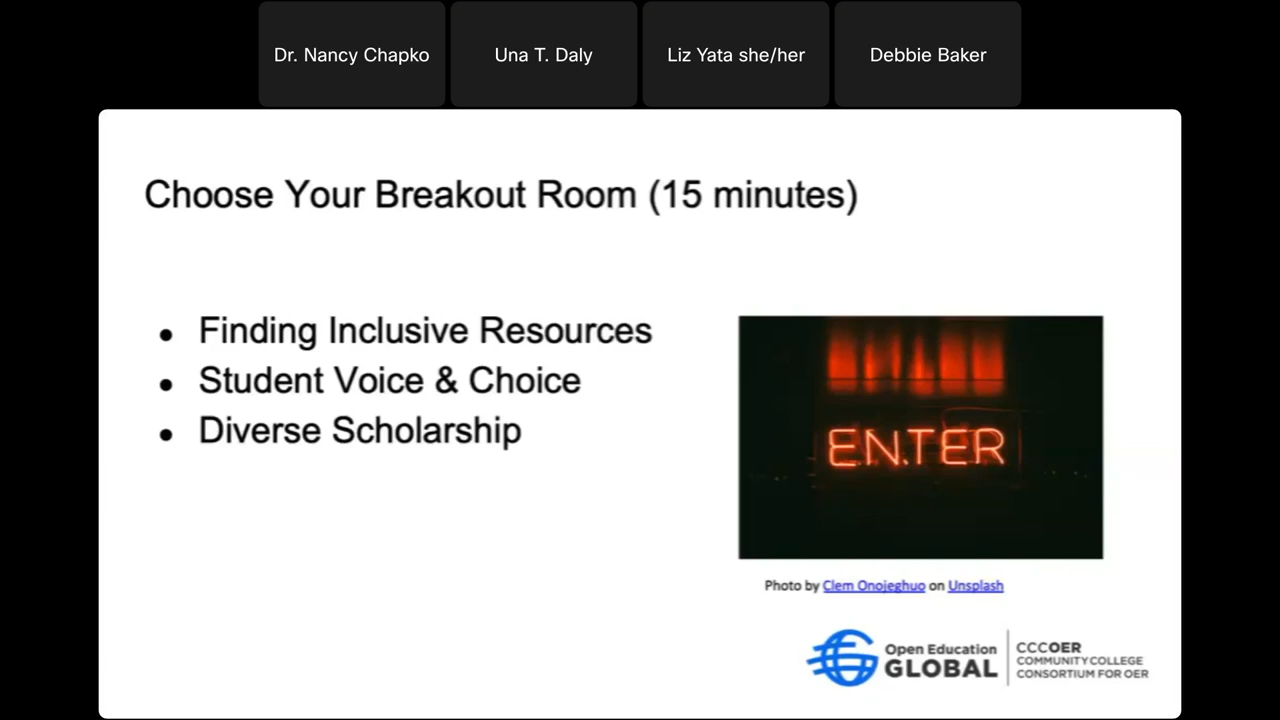 Dr. Nancy Chapko
Una T. Daly
Liz Yata she/her
Debbie Baker
Choose Your Breakout Room (15 minutes)
• Finding Inclusive Resources
• Student Voice & Choice
• Diverse Scholarship
ENTER
Photo by Clem Onojeghuo on Unsplash
Open Education
GLOBAL
CCCOER
COMMUNITY COLLEGE
CONSORTIUM FOR OER